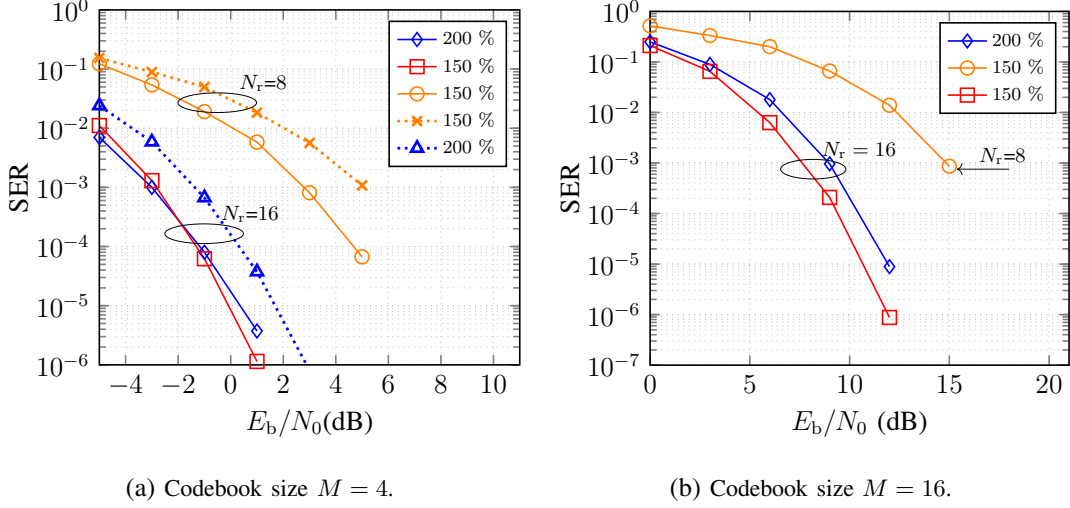 10^0
10^{-1}
10^{-2}
10^{-3}
10^{-4}
10^{-5}
10^{-6}
SER
−4 −2 0 2 4 6 8 10
E_b/N_0(dB)
200 %
150 %
150 %
150 %
200 %
N_r=8
N_r=16
(a) Codebook size M = 4.
10^0
10^{-1}
10^{-2}
10^{-3}
10^{-4}
10^{-5}
10^{-6}
10^{-7}
SER
0 5 10 15 20
E_b/N_0 (dB)
200 %
150 %
150 %
N_r = 16
N_r=8
(b) Codebook size M = 16.